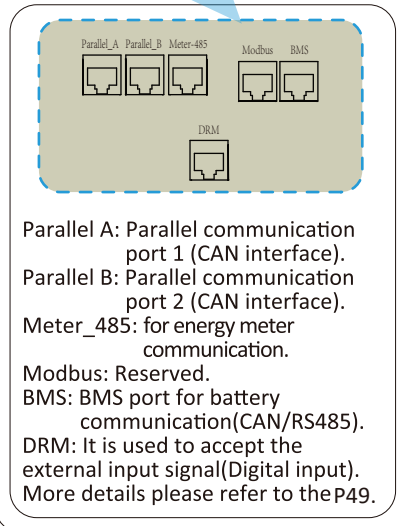 Parallel_A Parallel_B Meter-485
Modbus BMS
DRM
Parallel A: Parallel communication
port 1 (CAN interface).
Parallel B: Parallel communication
port 2 (CAN interface).
Meter_485: for energy meter
communication.
Modbus: Reserved.
BMS: BMS port for battery
communication(CAN/RS485).
DRM: It is used to accept the
external input signal(Digital input).
More details please refer to the P49.